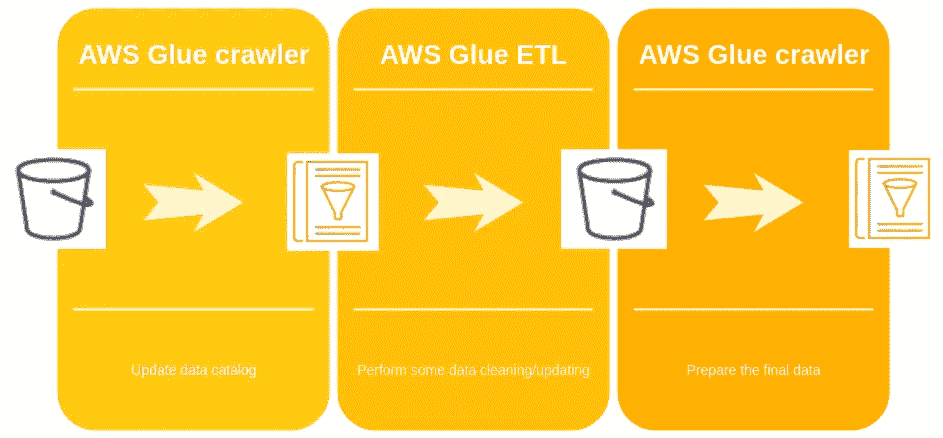 AWS Glue crawler
AWS Glue ETL
AWS Glue crawler
Update data catalog
Perform some data cleaning/updating
Prepare the final data